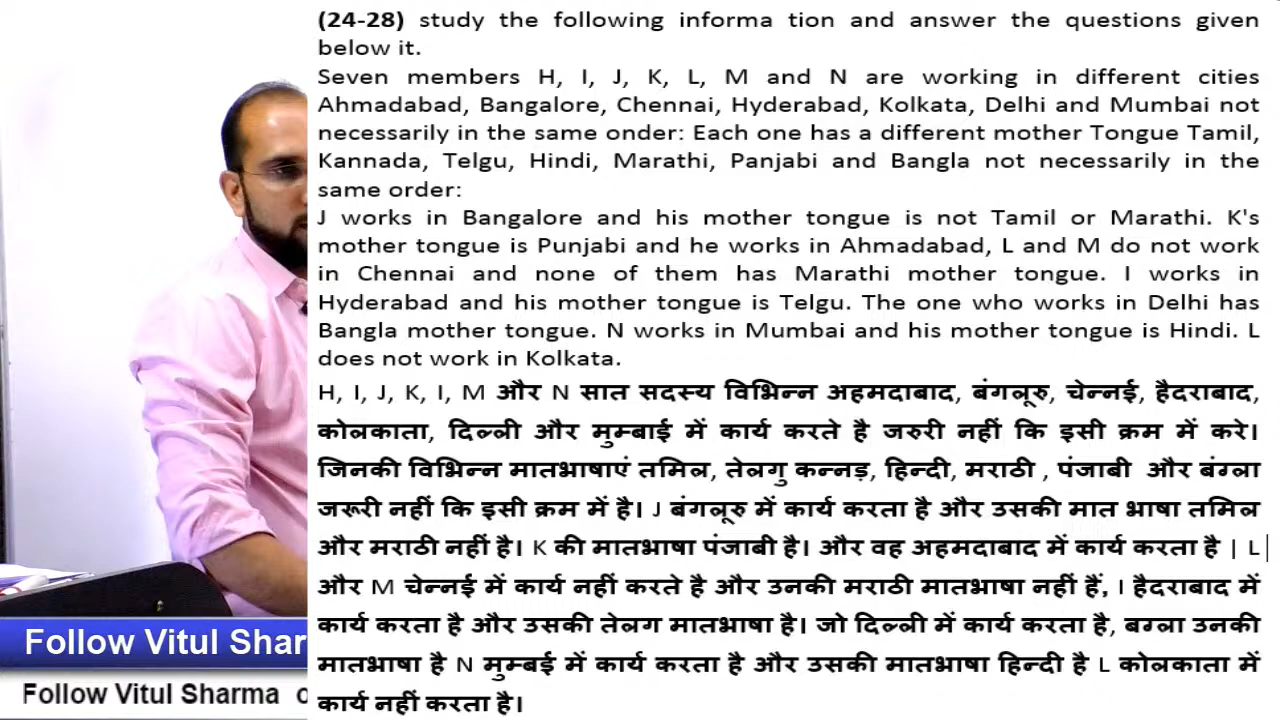 (24-28) study the following informa tion and answer the questions given
below it.
Seven members H, I, J, K, L, M and N are working in different cities
Ahmadabad, Bangalore, Chennai, Hyderabad, Kolkata, Delhi and Mumbai not
necessarily in the same onder: Each one has a different mother Tongue Tamil,
Kannada, Telgu, Hindi, Marathi, Panjabi and Bangla not necessarily in the
same order:
J works in Bangalore and his mother tongue is not Tamil or Marathi. K's
mother tongue is Punjabi and he works in Ahmadabad, L and M do not work
in Chennai and none of them has Marathi mother tongue. I works in
Hyderabad and his mother tongue is Telgu. The one who works in Delhi has
Bangla mother tongue. N works in Mumbai and his mother tongue is Hindi. L
does not work in Kolkata.
H, I, J, K, I, M और N सात सदस्य विभिन्न अहमदाबाद, बंगलूरु, चेन्नई, हैदराबाद,
कोलकाता, दिल्ली और मुम्बाई में कार्य करते है जरुरी नहीं कि इसी क्रम में करे।
जिनकी विभिन्न मातभाषाएं तमिल, तेलगु कन्नड़, हिन्दी, मराठी , पंजाबी और बंग्ला
जरूरी नहीं कि इसी क्रम में है। J बंगलूरु में कार्य करता है और उसकी मात भाषा तमिल
और मराठी नहीं है। K की मातभाषा पंजाबी है। और वह अहमदाबाद में कार्य करता है | L
और M चेन्नई में कार्य नहीं करते है और उनकी मराठी मातभाषा नहीं हैं, I हैदराबाद में
कार्य करता है और उसकी तेलग मातभाषा है। जो दिल्ली में कार्य करता है, बग्ला उनकी
मातभाषा है N मुम्बई में कार्य करता है और उसकी मातभाषा हिन्दी है L कोलकाता में
कार्य नहीं करता है।
Follow Vitul Shar
Follow Vitul Sharma o